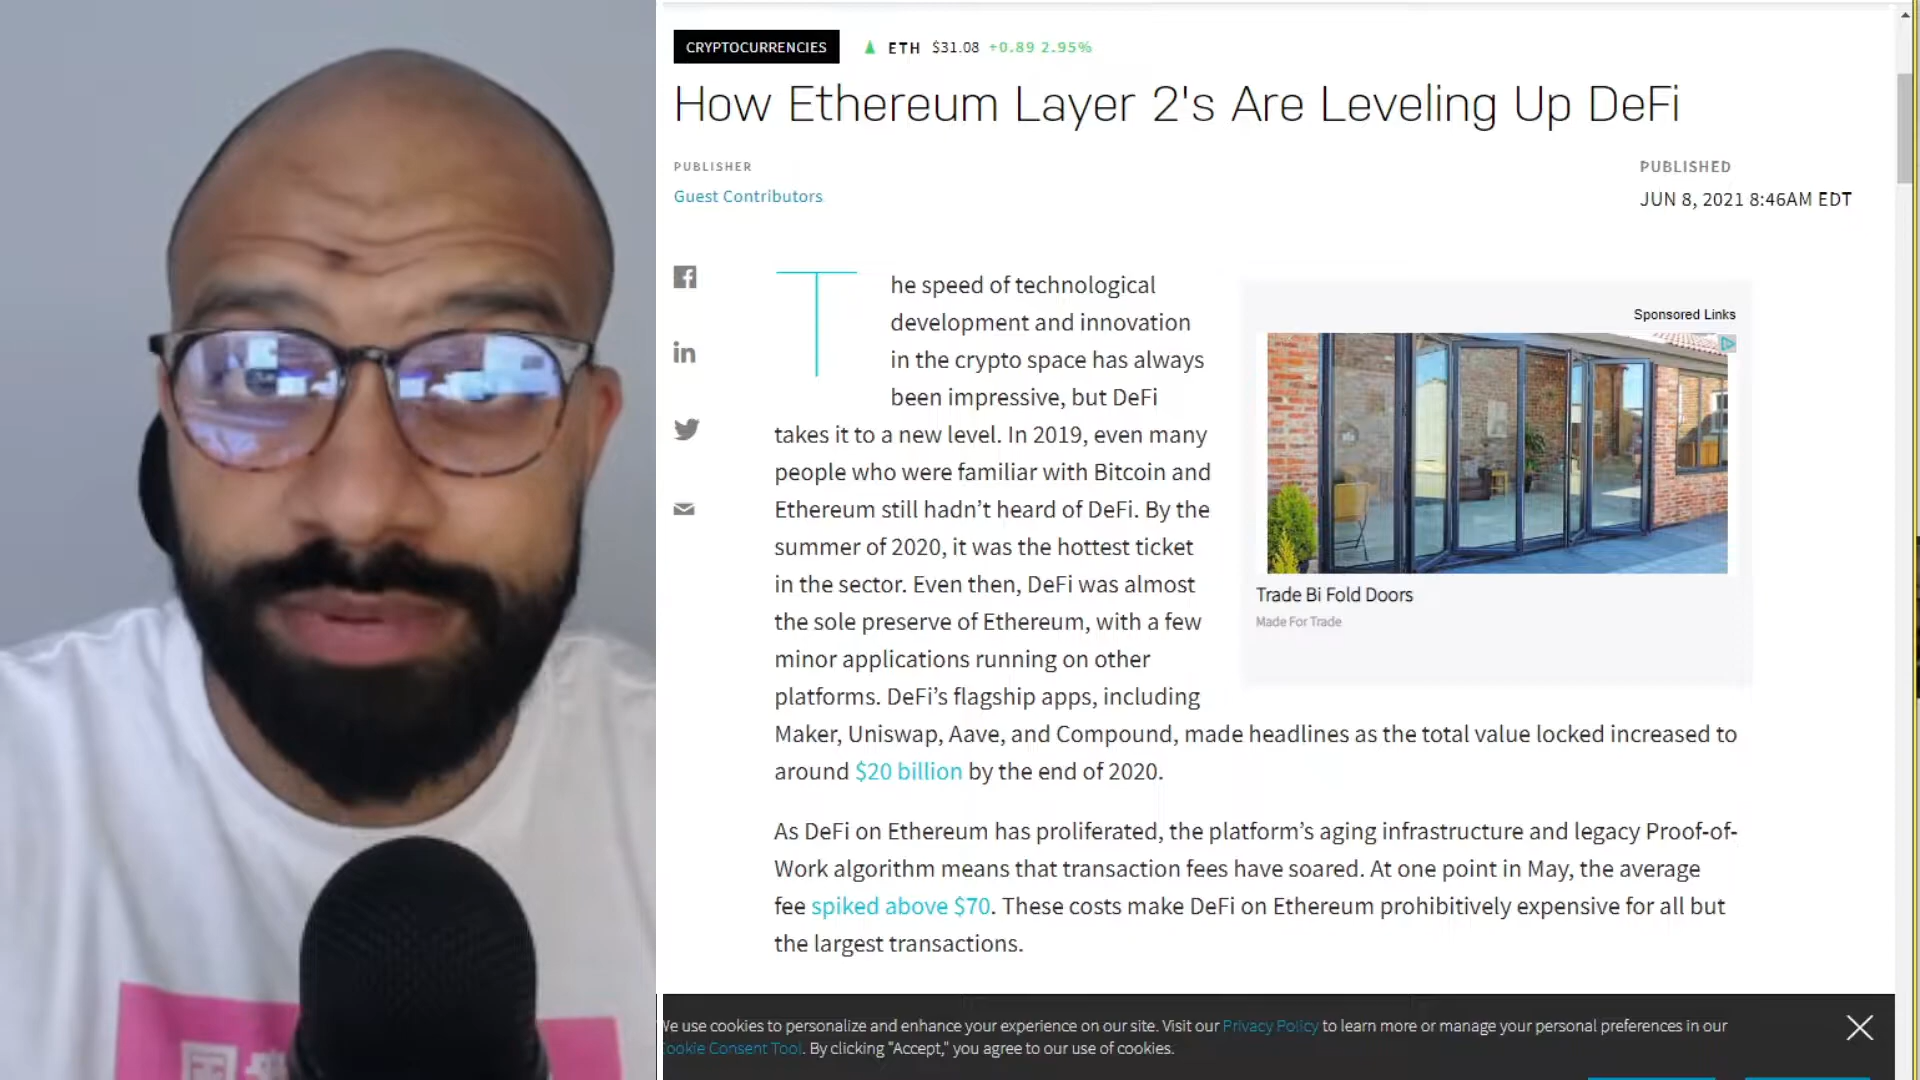 CRYPTOCURRENCIES ETH $31.08 +0.89 2.95%
How Ethereum Layer 2's Are Leveling Up DeFi
PUBLISHER
Guest Contributors
PUBLISHED
JUN 8, 2021 8:46AM EDT
The speed of technological
development and innovation
in the crypto space has always
been impressive, but DeFi
takes it to a new level. In 2019, even many
people who were familiar with Bitcoin and
Ethereum still hadn’t heard of DeFi. By the
summer of 2020, it was the hottest ticket
in the sector. Even then, DeFi was almost
the sole preserve of Ethereum, with a few
minor applications running on other
platforms. DeFi’s flagship apps, including
Maker, Uniswap, Aave, and Compound, made headlines as the total value locked increased to
around $20 billion by the end of 2020.
Sponsored Links
Trade Bi Fold Doors
Made For Trade
As DeFi on Ethereum has proliferated, the platform’s aging infrastructure and legacy Proof-of-
Work algorithm means that transaction fees have soared. At one point in May, the average
fee spiked above $70. These costs make DeFi on Ethereum prohibitively expensive for all but
the largest transactions.
We use cookies to personalize and enhance your experience on our site. Visit our Privacy Policy to learn more or manage your personal preferences in our
Cookie Consent Tool. By clicking "Accept," you agree to our use of cookies.